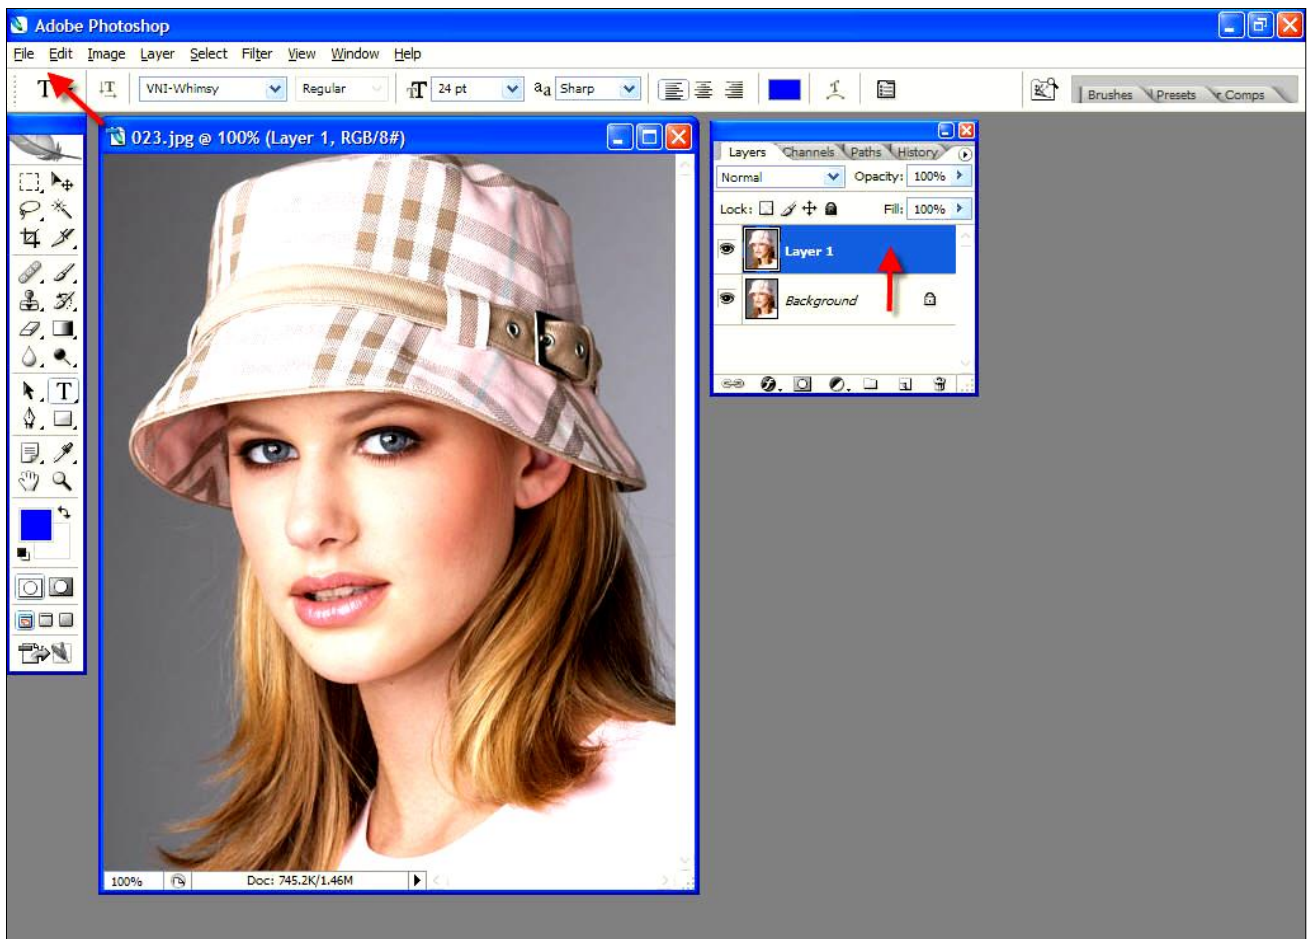 Adobe Photoshop
File Edit Image Layer Select Filter View Window Help
T T VNI-Whimsy Regular TT 24 pt aa Sharp Brushes Presets r Comps
023.jpg @ 100% (Layer 1, RGB/8#)
Layers Channels Paths History
Normal Opacity: 100%
Lock: Fill: 100%
Layer 1
Background
T
100% Doc: 745.2K/1.46M